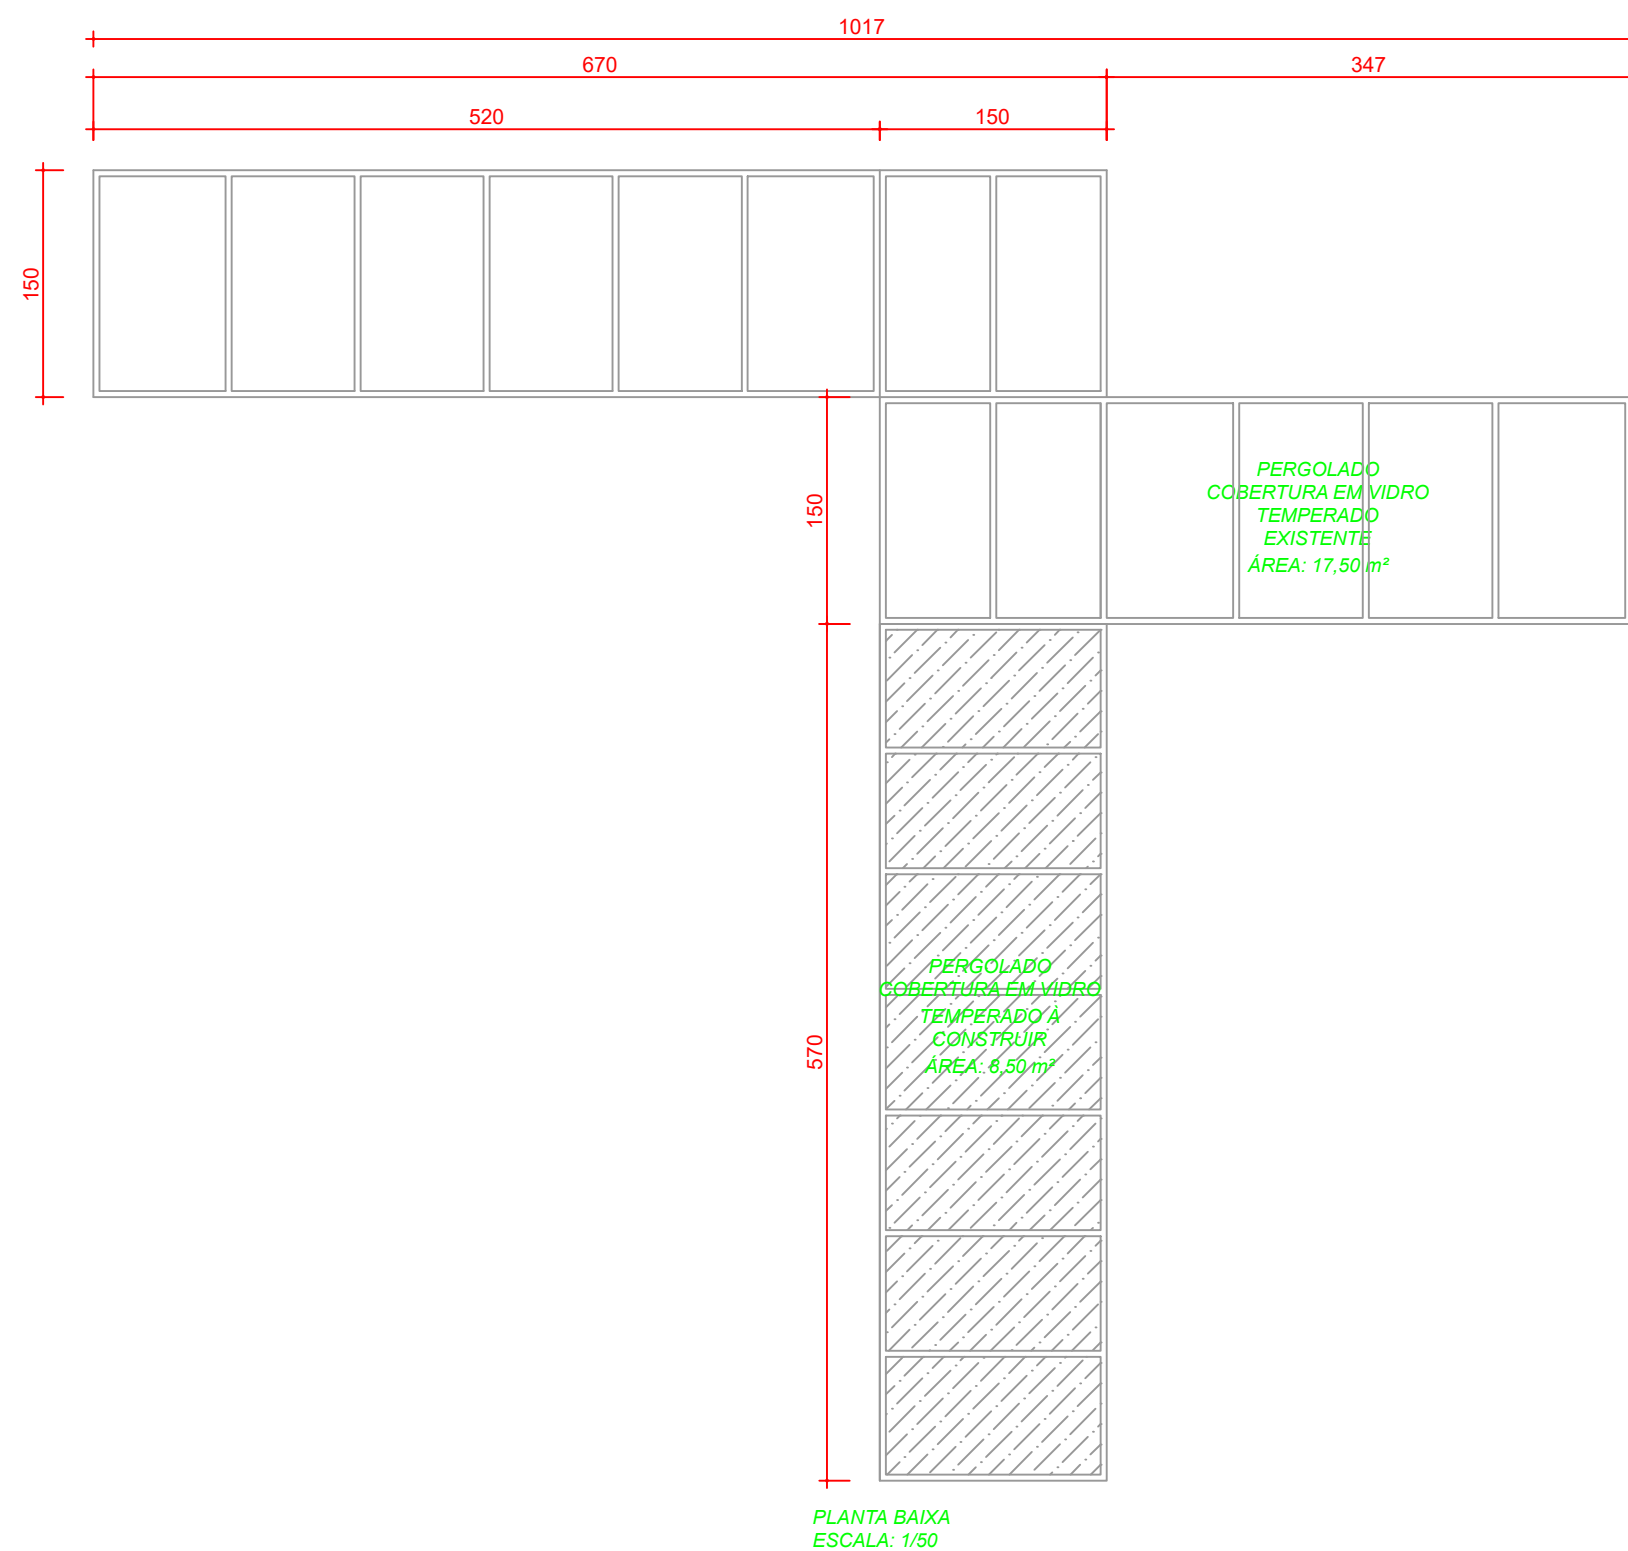 1017
670
347
520
150
150
150
PERGOLADO
COBERTURA EM VIDRO
TEMPERADO
EXISTENTE
ÁREA: 17,50 m²
570
PERGOLADO
COBERTURA EM VIDRO
TEMPERADO À
CONSTRUIR
ÁREA: 8,50 m²
PLANTA BAIXA
ESCALA: 1/50